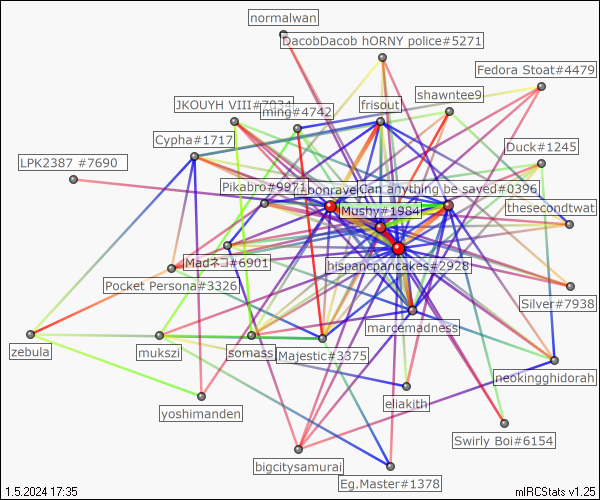 normalwan
DacobDacob hORNY police#5271
Fedora Stoat#4479
shawntee9
JKOUYH VIII#7034
frisout
ming#4742
Cypha#1717
Duck#1245
LPK2387 #7690
Pikabro#9971
Can anything be saved#0396
Mushy#1984
thesecondtwat
Madネコ#6901
hispancpancakes#2928
Pocket Persona#3326
Silver#7938
marcemadness
zebula
mukszi
somass
Majestic#3375
neokingghidorah
eliakith
yoshimanden
Swirly Boi#6154
bigcitysamurai
Eg.Master#1378
1.5.2024 17:35
mIRCStats v1.25